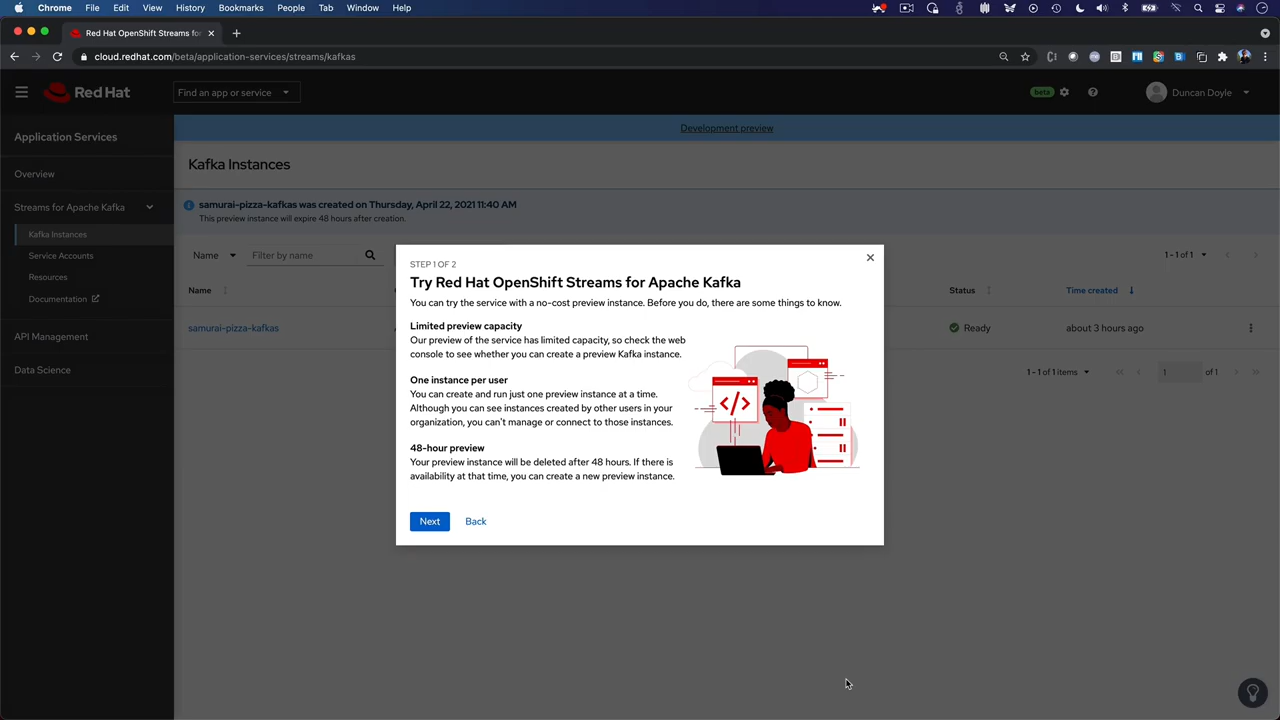 Chrome File Edit View History Bookmarks People Tab Window Help
Red Hat OpenShift Streams for
cloud.redhat.com/beta/application-services/streams/kafkas
Red Hat
Find an app or service
beta
Duncan Doyle
Application Services
Development preview
Overview
Kafka Instances
Streams for Apache Kafka
samurai-pizza-kafkas was created on Thursday, April 22, 2021 11:40 AM
This preview instance will expire 48 hours after creation.
Kafka Instances
Service Accounts
Resources
Documentation
API Management
Data Science
Name
Filter by name
1 - 1 of 1
Name
Status
Time created
samurai-pizza-kafkas
Ready
about 3 hours ago
1 - 1 of 1 items
1
of 1
STEP 1 OF 2
Try Red Hat OpenShift Streams for Apache Kafka
You can try the service with a no-cost preview instance. Before you do, there are some things to know.
Limited preview capacity
Our preview of the service has limited capacity, so check the web
console to see whether you can create a preview Kafka instance.
One instance per user
You can create and run just one preview instance at a time.
Although you can see instances created by other users in your
organization, you can't manage or connect to those instances.
48-hour preview
Your preview instance will be deleted after 48 hours. If there is
availability at that time, you can create a new preview instance.
</>
Next
Back